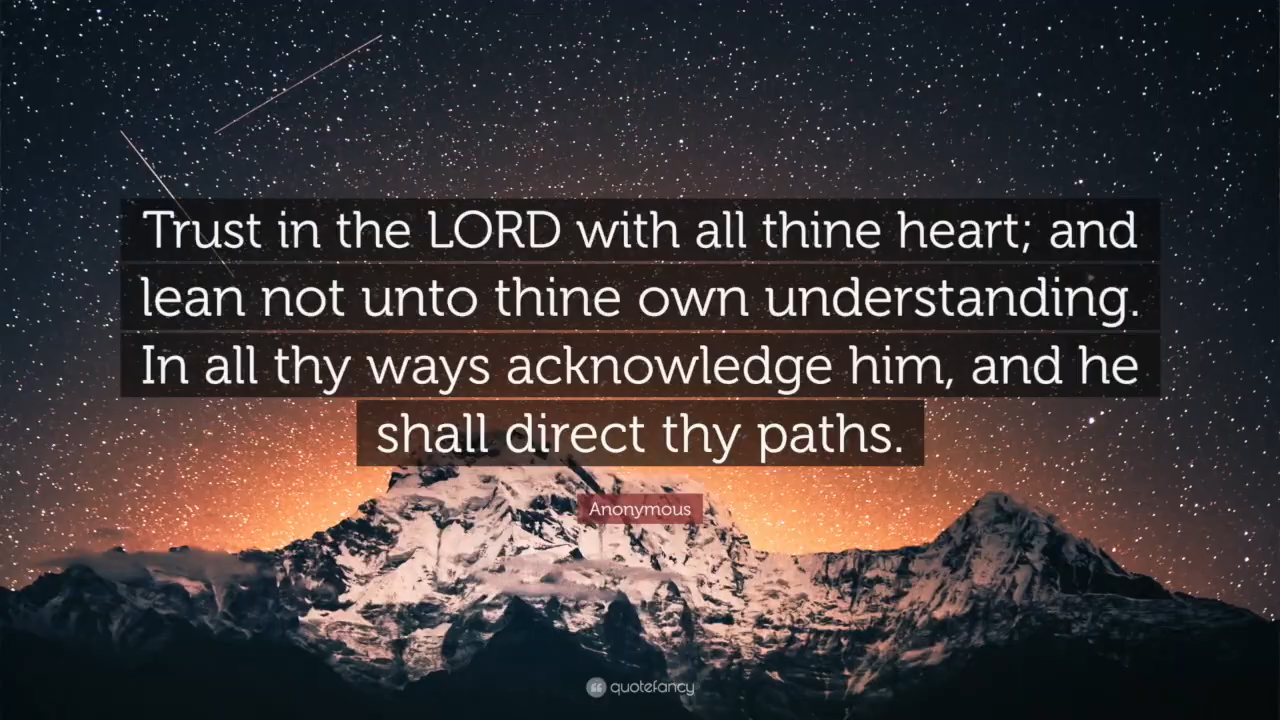 Trust in the LORD with all thine heart; and
lean not unto thine own understanding.
In all thy ways acknowledge him, and he
shall direct thy paths.
Anonymous
quotefancy